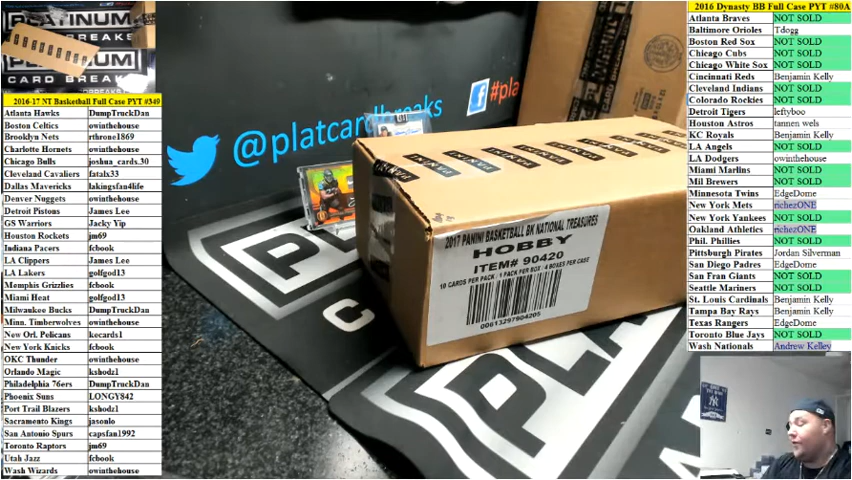 PLATINUM
CARD BREAKS
2016-17 NT Basketball Full Case PYT #349
Atlanta Hawks DumpTruckDan
Boston Celtics owinthehouse
Brooklyn Nets rthrone1869
Charlotte Hornets owinthehouse
Chicago Bulls joshua_cards.30
Cleveland Cavaliers fatalx33
Dallas Mavericks lakingsfan4life
Denver Nuggets owinthehouse
Detroit Pistons James Lee
GS Warriors Jacky Yip
Houston Rockets jm69
Indiana Pacers fcbook
LA Clippers James Lee
LA Lakers golfgod13
Memphis Grizzlies fcbook
Miami Heat golfgod13
Milwaukee Bucks DumpTruckDan
Minn. Timberwolves owinthehouse
New Orl. Pelicans kecards1
New York Knicks fcbook
OKC Thunder owinthehouse
Orlando Magic kshodz1
Philadelphia 76ers DumpTruckDan
Phoenix Suns LONGY842
Port Trail Blazers kshodz1
Sacramento Kings jasonlo
San Antonio Spurs capsfan1992
Toronto Raptors jm69
Utah Jazz fcbook
Wash Wizards owinthehouse
@platcardbreaks
#pla
PANINI PANINI PANINI PANINI
2017 PANINI BASKETBALL BK NATIONAL TREASURES
HOBBY
ITEM# 90420
10 CARDS PER PACK / 1 PACK PER BOX / 4 BOXES PER CASE
00613297904205
2016 Dynasty BB Full Case PYT #80A
Atlanta Braves NOT SOLD
Baltimore Orioles Tdogg
Boston Red Sox NOT SOLD
Chicago Cubs NOT SOLD
Chicago White Sox NOT SOLD
Cincinnati Reds Benjamin Kelly
Cleveland Indians NOT SOLD
Colorado Rockies NOT SOLD
Detroit Tigers leftyboo
Houston Astros tannen wels
KC Royals Benjamin Kelly
LA Angels NOT SOLD
LA Dodgers owinthehouse
Miami Marlins NOT SOLD
Mil Brewers NOT SOLD
Minnesota Twins EdgeDome
New York Mets richezONE
New York Yankees NOT SOLD
Oakland Athletics richezONE
Phil. Phillies NOT SOLD
Pittsburgh Pirates Jordan Silverman
San Diego Padres EdgeDome
San Fran Giants NOT SOLD
Seattle Mariners NOT SOLD
St. Louis Cardinals Benjamin Kelly
Tampa Bay Rays Benjamin Kelly
Texas Rangers EdgeDome
Toronto Blue Jays NOT SOLD
Wash Nationals Andrew Kelley